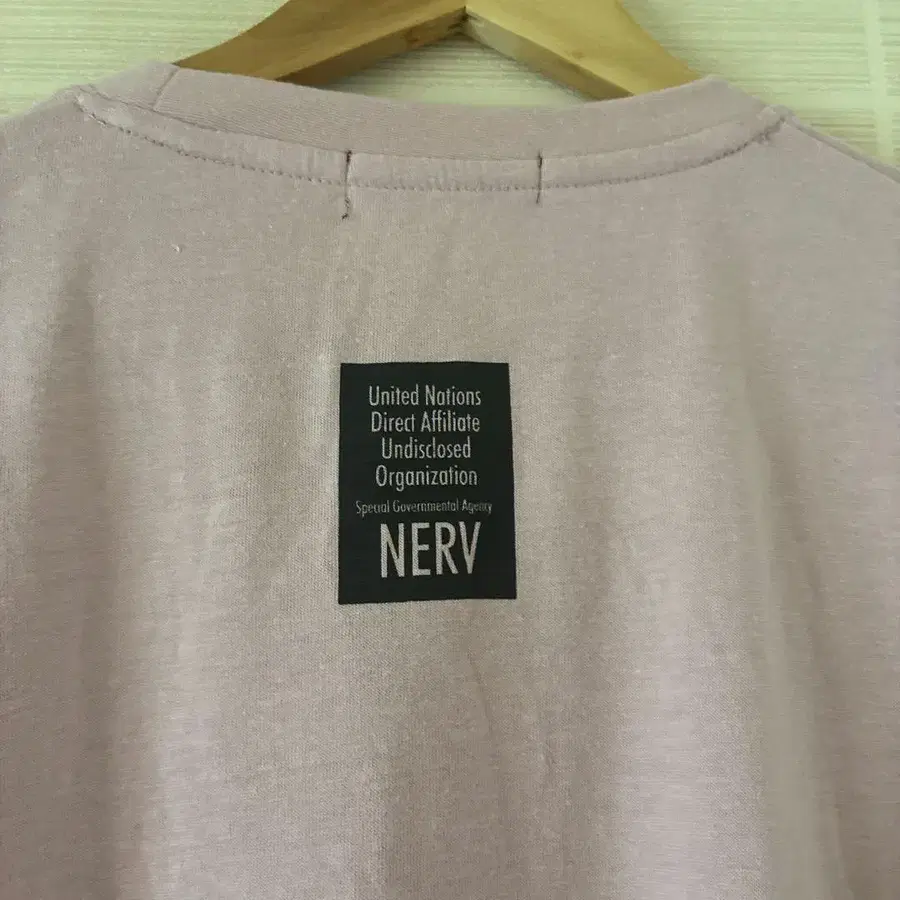 United Nations
Direct Affiliate
Undisclosed
Organization
Special Governmental Agency
NERV